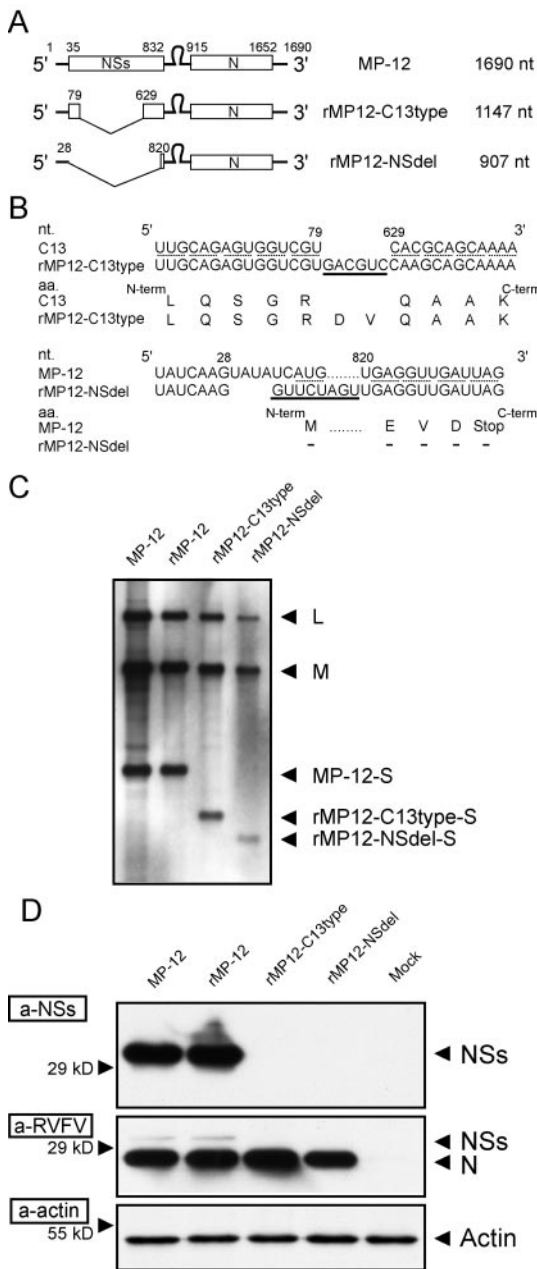 A
1 35 832 915 1652 1690
5' NSs N 3' MP-12 1690 nt
79 629
5' N 3' rMP12-C13type 1147 nt
28 820
5' N 3' rMP12-NSdel 907 nt
B
nt. 5' 79 629 3'
C13 UUGCAGAGUGGUCGU CACGCAGCAAAA
rMP12-C13type UUGCAGAGUGGUCGUGACGUCCAAGCAGCAAAA
aa. N-term C-term
C13 L Q S G R Q A A K
rMP12-C13type L Q S G R D V Q A A K
nt. 5' 28 820 3'
MP-12 UAUCAAGUAUAUCAUG........UGAGGUUGAUUAG
rMP12-NSdel UAUCAAG GUUCUAGUUGAGGUUGAUUAG
aa. N-term C-term
MP-12 M ........ E V D Stop
rMP12-NSdel – – – – –
C
MP-12 rMP-12 rMP12-C13type rMP12-NSdel
L
M
MP-12-S
rMP12-C13type-S
rMP12-NSdel-S
D
MP-12 rMP-12 rMP12-C13type rMP12-NSdel Mock
a-NSs
29 kD NSs
a-RVFV
29 kD NSs
N
a-actin
55 kD
Actin